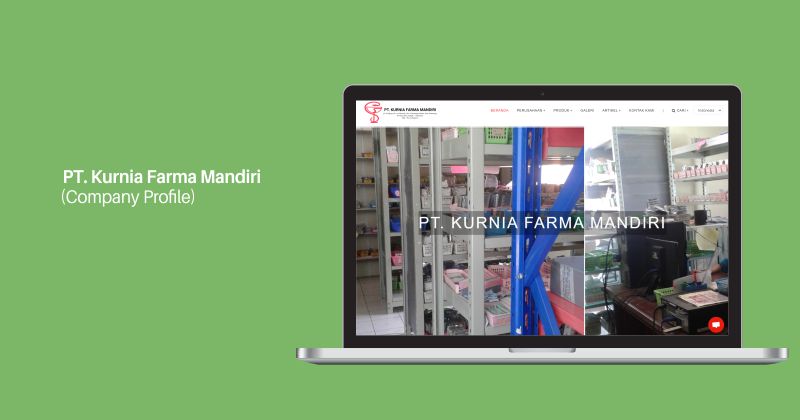 PT. Kurnia Farma Mandiri
(Company Profile)
PT. KURNIA FARMA MANDIRI
BERANDA PERUSAHAAN PRODUK GALERI ARTIKEL KONTAK KAMI | CARI Indonesia
PT. KURNIA FARMA MANDIRI